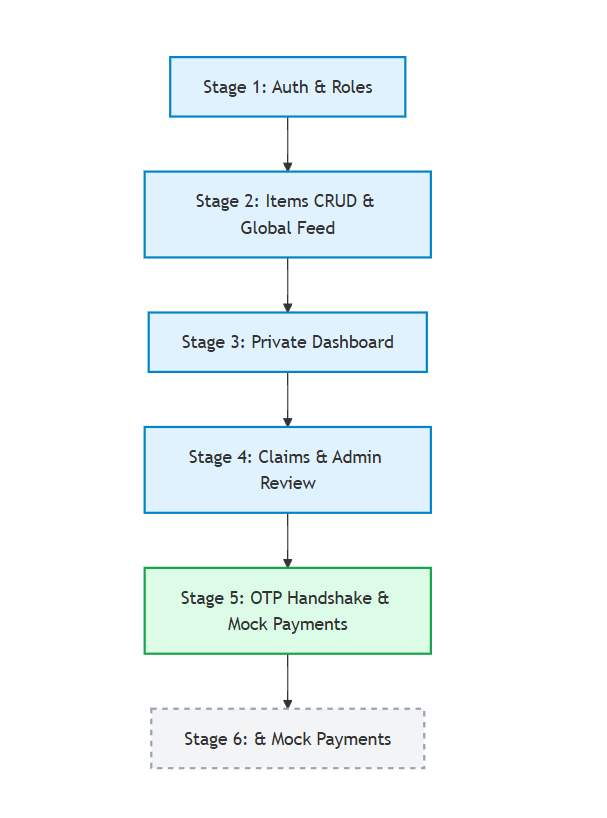 Stage 1: Auth & Roles
Stage 2: Items CRUD &
Global Feed
Stage 3: Private Dashboard
Stage 4: Claims & Admin
Review
Stage 5: OTP Handshake &
Mock Payments
Stage 6: & Mock Payments